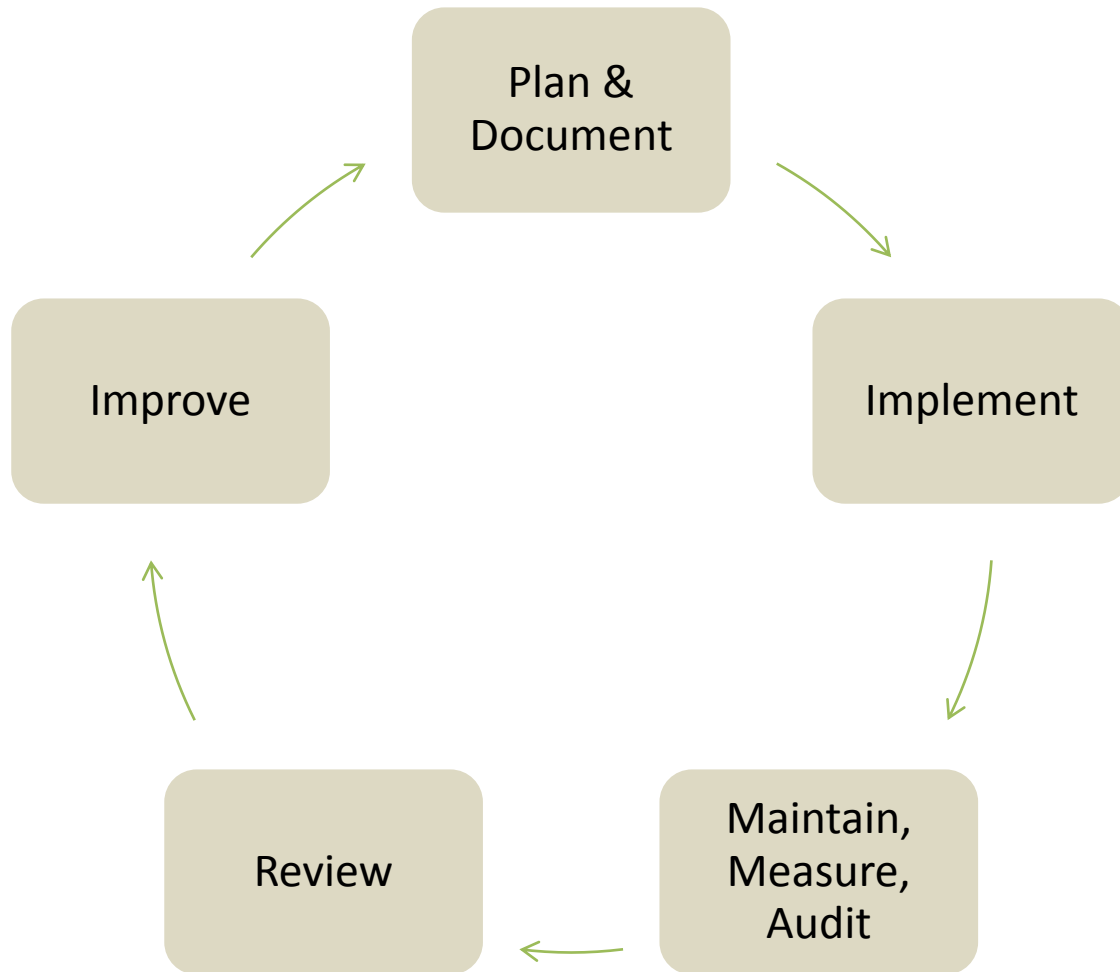 Plan &
Document
Implement
Maintain,
Measure,
Audit
Review
Improve